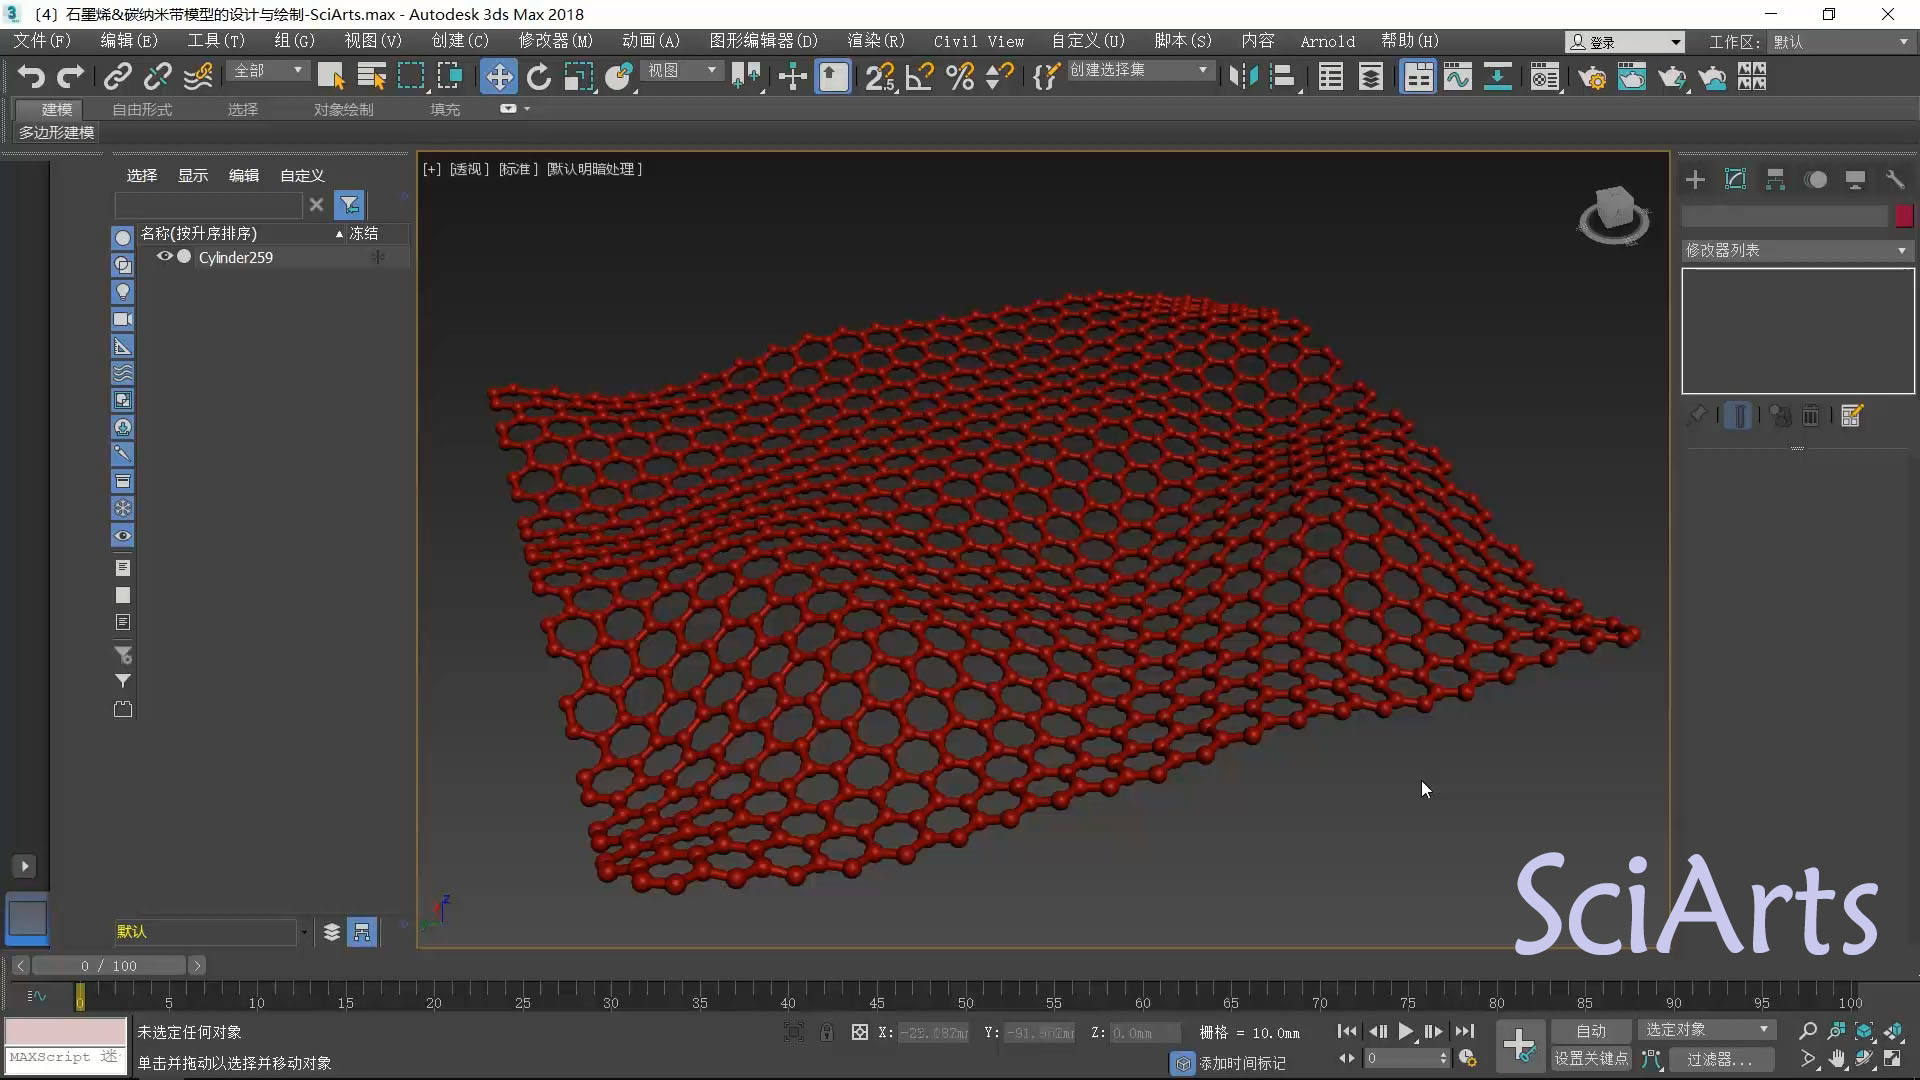 (4) 石墨烯&碳纳米带模型的设计与绘制-SciArts.max - Autodesk 3ds Max 2018
文件(F) 编辑(E) 工具(T) 组(G) 视图(V) 创建(C) 修改器(M) 动画(A) 图形编辑器(D) 渲染(R) Civil View 自定义(U) 脚本(S) 内容 Arnold 帮助(H) 登录 工作区: 默认
全部 视图 创建选择集
建模 自由形式 选择 对象绘制 填充
多边形建模
选择 显示 编辑 自定义
名称(按升序排序) 冻结
Cylinder259
[+] [透视] [标准] [默认明暗处理]
修改器列表
SciArts
默认
0 / 100
0 5 10 15 20 25 30 35 40 45 50 55 60 65 70 75 80 85 90 95 100
未选定任何对象 X: Y: Z: 0.0mm 栅格 = 10.0mm 自动 选定对象
MAXScript 迷
单击并拖动以选择并移动对象 添加时间标记 0 设置关键点 过滤器...